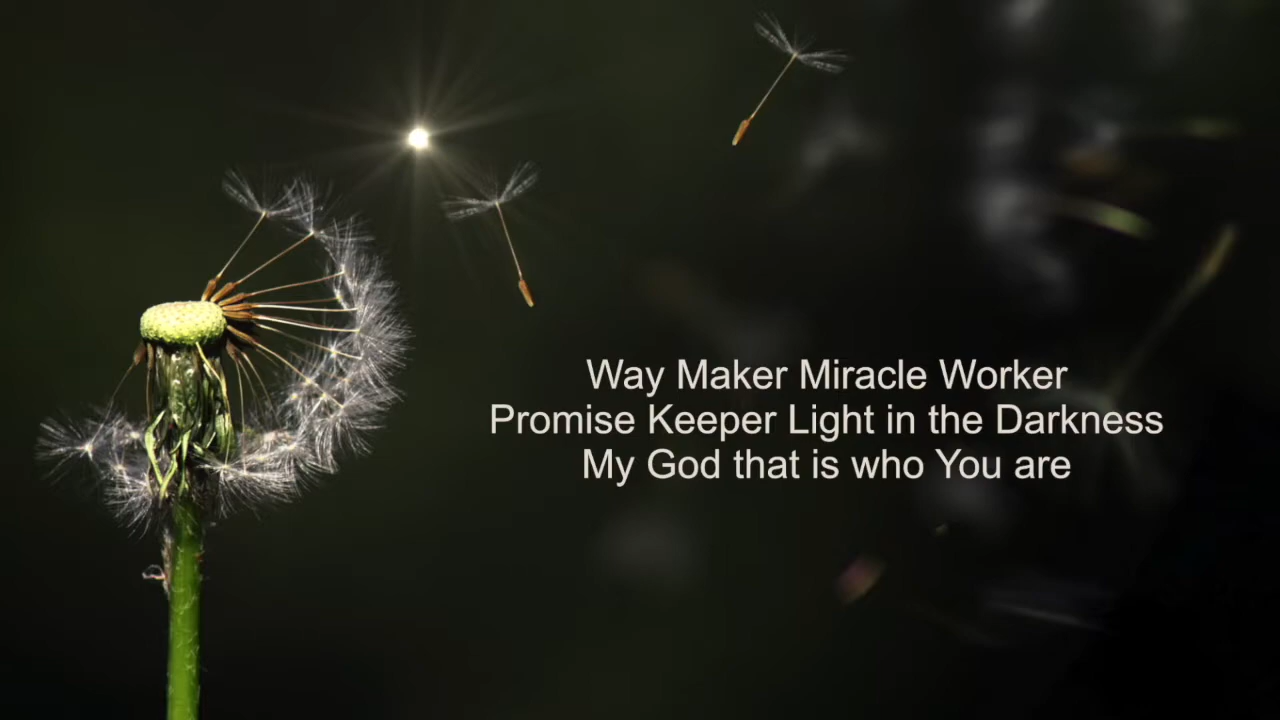 Way Maker Miracle Worker
Promise Keeper Light in the Darkness
My God that is who You are